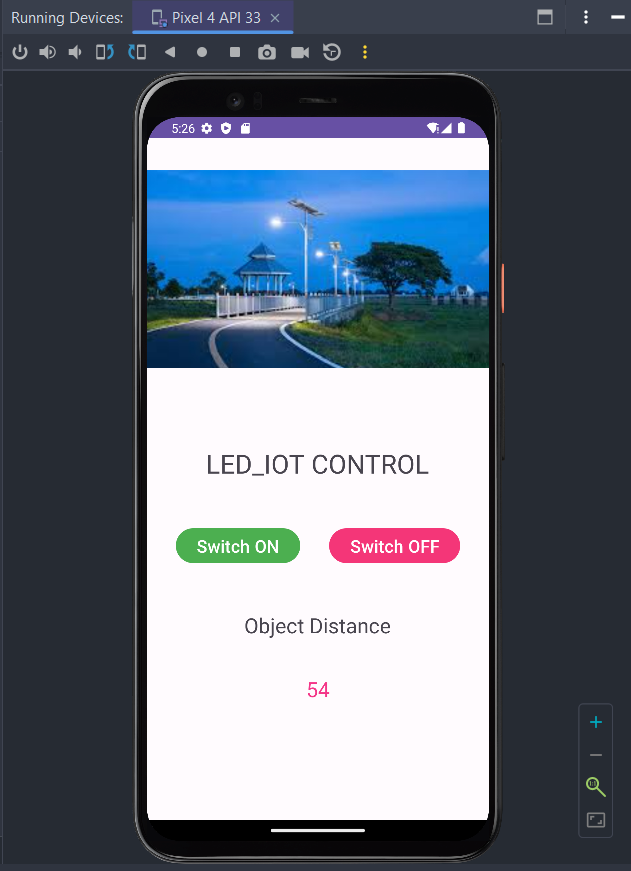 Running Devices: Pixel 4 API 33
5:26
LED_IOT CONTROL
Switch ON Switch OFF
Object Distance
54